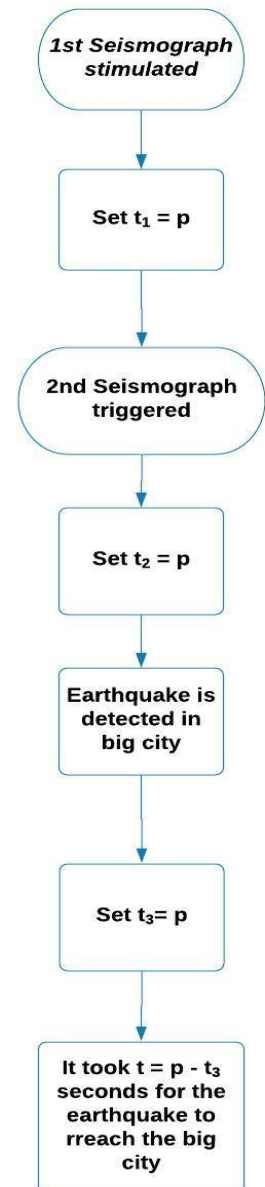 1st Seismograph
stimulated
Set t₁ = p
2nd Seismograph
triggered
Set t₂ = p
Earthquake is
detected in
big city
Set t₃= p
It took t = p - t₃
seconds for the
earthquake to
rreach the big
city